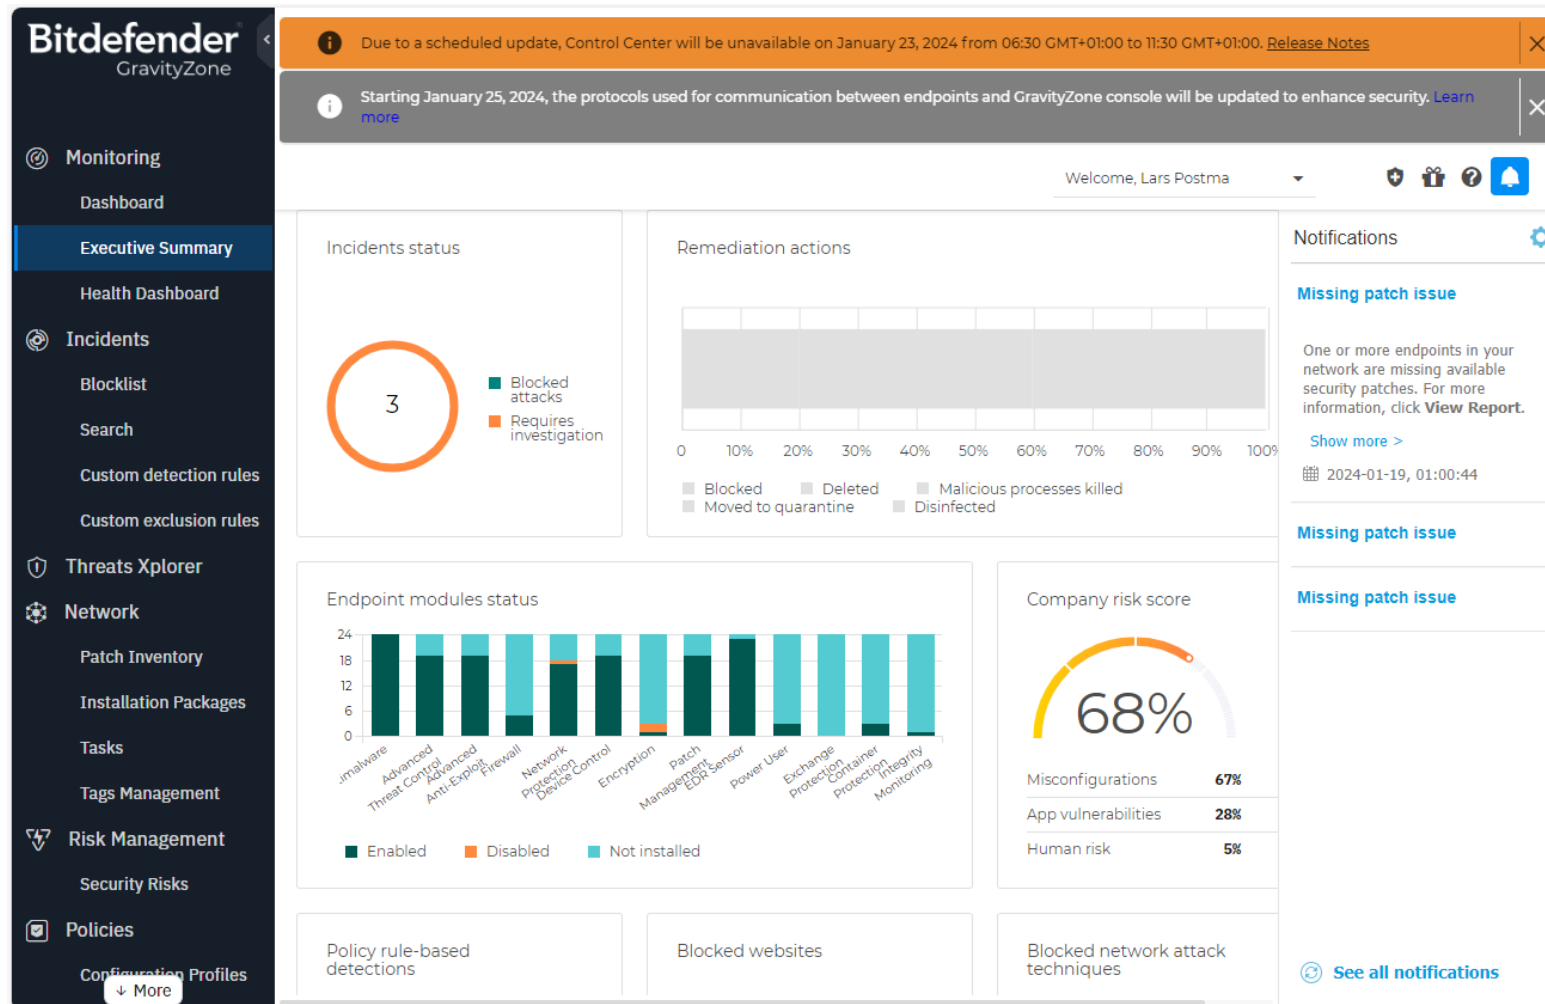 Bitdefender
GravityZone
Due to a scheduled update, Control Center will be unavailable on January 23, 2024 from 06:30 GMT+01:00 to 11:30 GMT+01:00. Release Notes
Starting January 25, 2024, the protocols used for communication between endpoints and GravityZone console will be updated to enhance security. Learn
more
Welcome, Lars Postma
Monitoring
Dashboard
Executive Summary
Health Dashboard
Incidents
Blocklist
Search
Custom detection rules
Custom exclusion rules
Threats Xplorer
Network
Patch Inventory
Installation Packages
Tasks
Tags Management
Risk Management
Security Risks
Policies
Configuration Profiles
More
Incidents status
3
Blocked
attacks
Requires
investigation
Remediation actions
0 10% 20% 30% 40% 50% 60% 70% 80% 90% 100%
Blocked Deleted Malicious processes killed
Moved to quarantine Disinfected
Endpoint modules status
24
18
12
6
0
Advanced
Threat Control
Advanced
Anti-Exploit
Firewall
Network
Protection
Device Control
Encryption
Patch
Management
EDR Sensor
Power User
Exchange
Protection
Container
Protection
Integrity
Monitoring
Enabled Disabled Not installed
Company risk score
68%
Misconfigurations 67%
App vulnerabilities 28%
Human risk 5%
Policy rule-based
detections
Blocked websites
Blocked network attack
techniques
Notifications
Missing patch issue
One or more endpoints in your
network are missing available
security patches. For more
information, click View Report.
Show more >
2024-01-19, 01:00:44
Missing patch issue
Missing patch issue
See all notifications